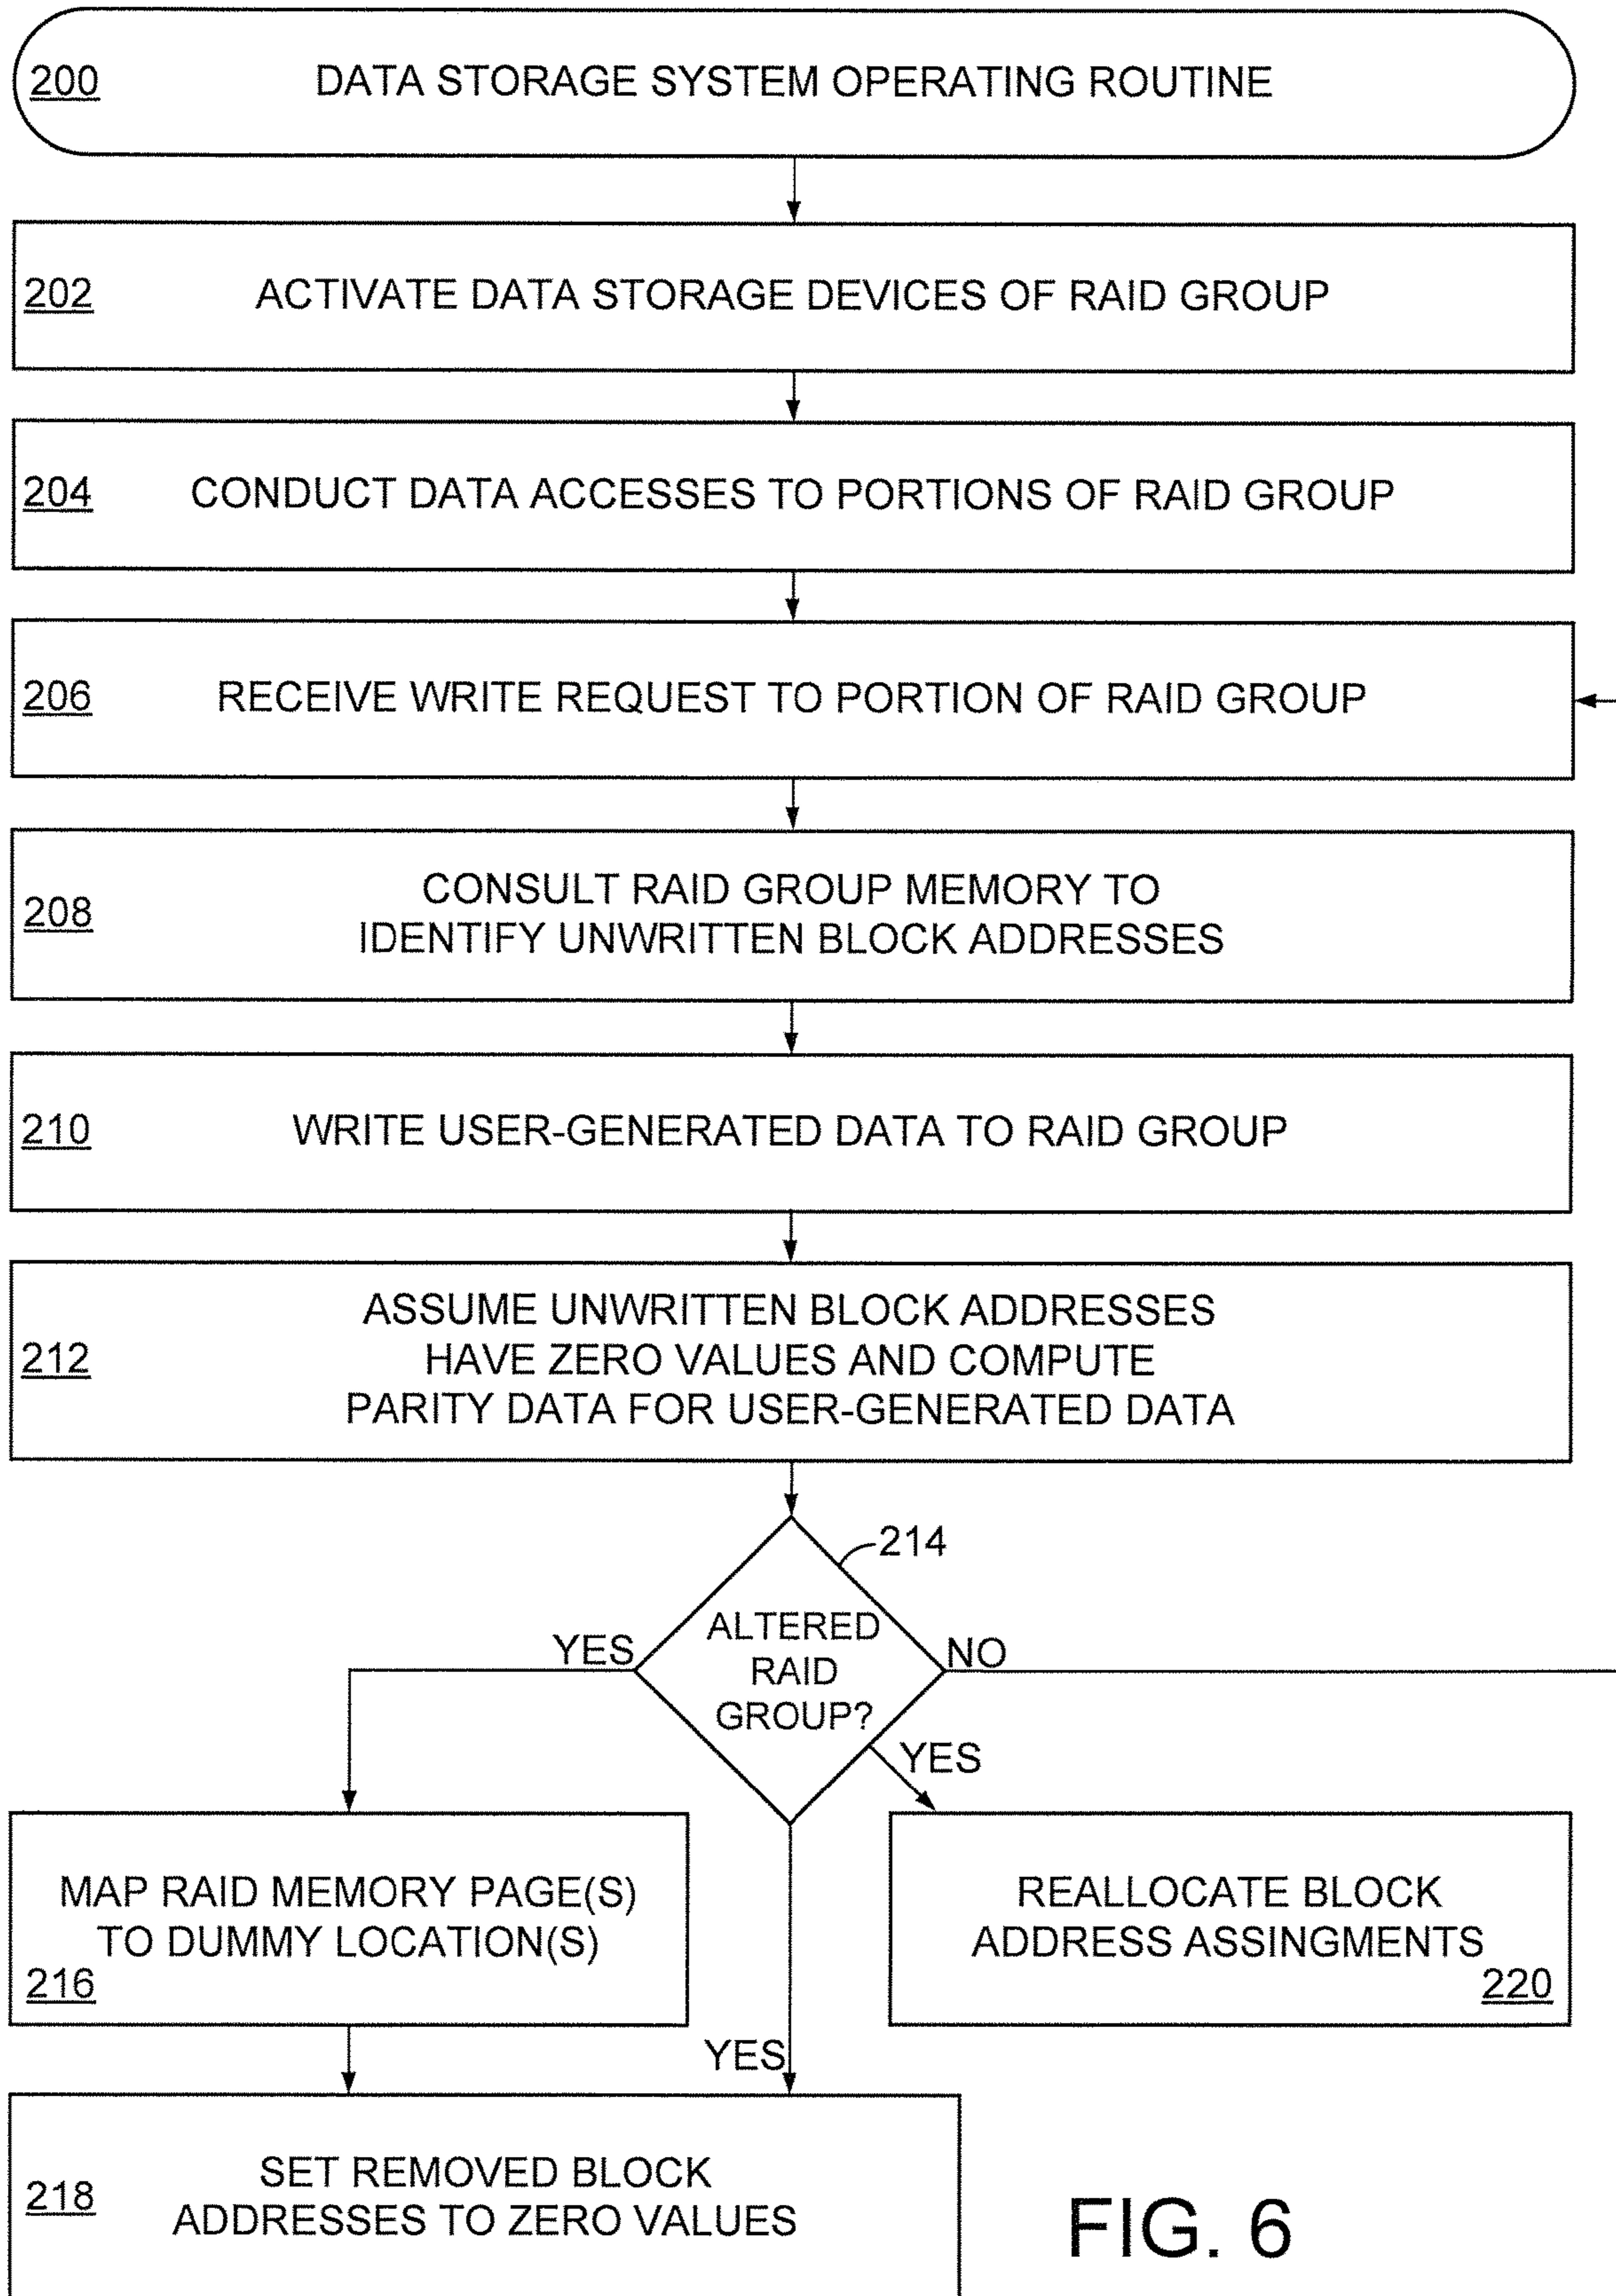 200 DATA STORAGE SYSTEM OPERATING ROUTINE
202 ACTIVATE DATA STORAGE DEVICES OF RAID GROUP
204 CONDUCT DATA ACCESSES TO PORTIONS OF RAID GROUP
206 RECEIVE WRITE REQUEST TO PORTION OF RAID GROUP
208
CONSULT RAID GROUP MEMORY TO
IDENTIFY UNWRITTEN BLOCK ADDRESSES
210 WRITE USER-GENERATED DATA TO RAID GROUP
212
ASSUME UNWRITTEN BLOCK ADDRESSES
HAVE ZERO VALUES AND COMPUTE
PARITY DATA FOR USER-GENERATED DATA
214
ALTERED
RAID
GROUP?
YES
NO
YES
MAP RAID MEMORY PAGE(S)
TO DUMMY LOCATION(S)
216
REALLOCATE BLOCK
ADDRESS ASSINGMENTS
220
YES
218
SET REMOVED BLOCK
ADDRESSES TO ZERO VALUES
FIG. 6